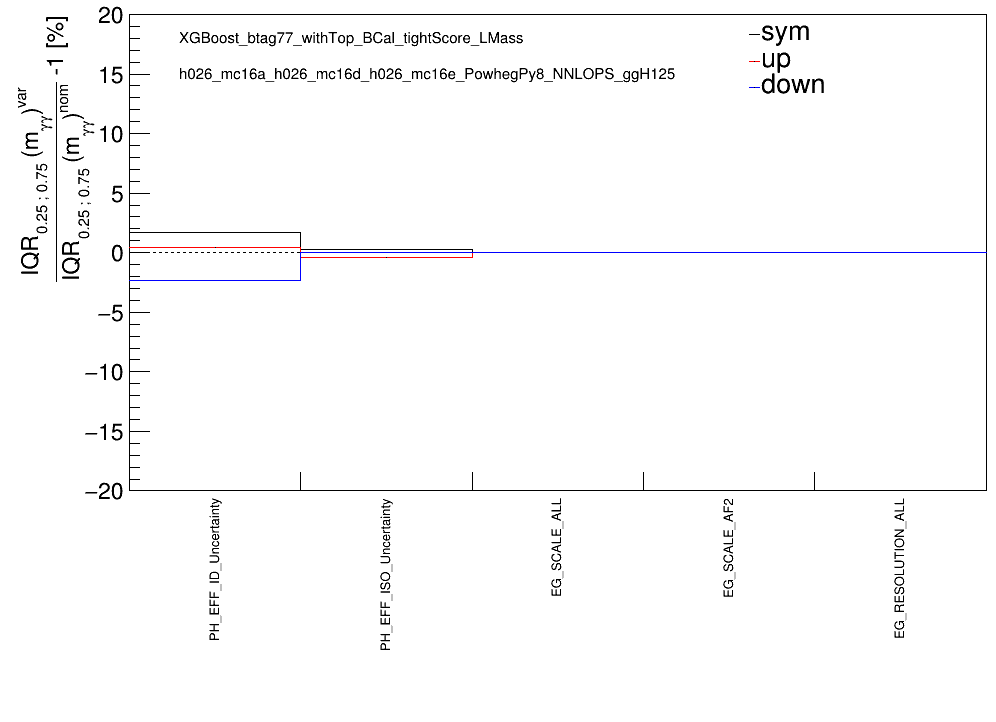 IQR0.25 ; 0.75 (mγγ)var
IQR0.25 ; 0.75 (mγγ)nom -1 [%]
20
15
10
5
0
−5
−10
−15
−20
XGBoost_btag77_withTop_BCal_tightScore_LMass
h026_mc16a_h026_mc16d_h026_mc16e_PowhegPy8_NNLOPS_ggH125
sym
up
down
PH_EFF_ID_Uncertainty
PH_EFF_ISO_Uncertainty
EG_SCALE_ALL
EG_SCALE_AF2
EG_RESOLUTION_ALL